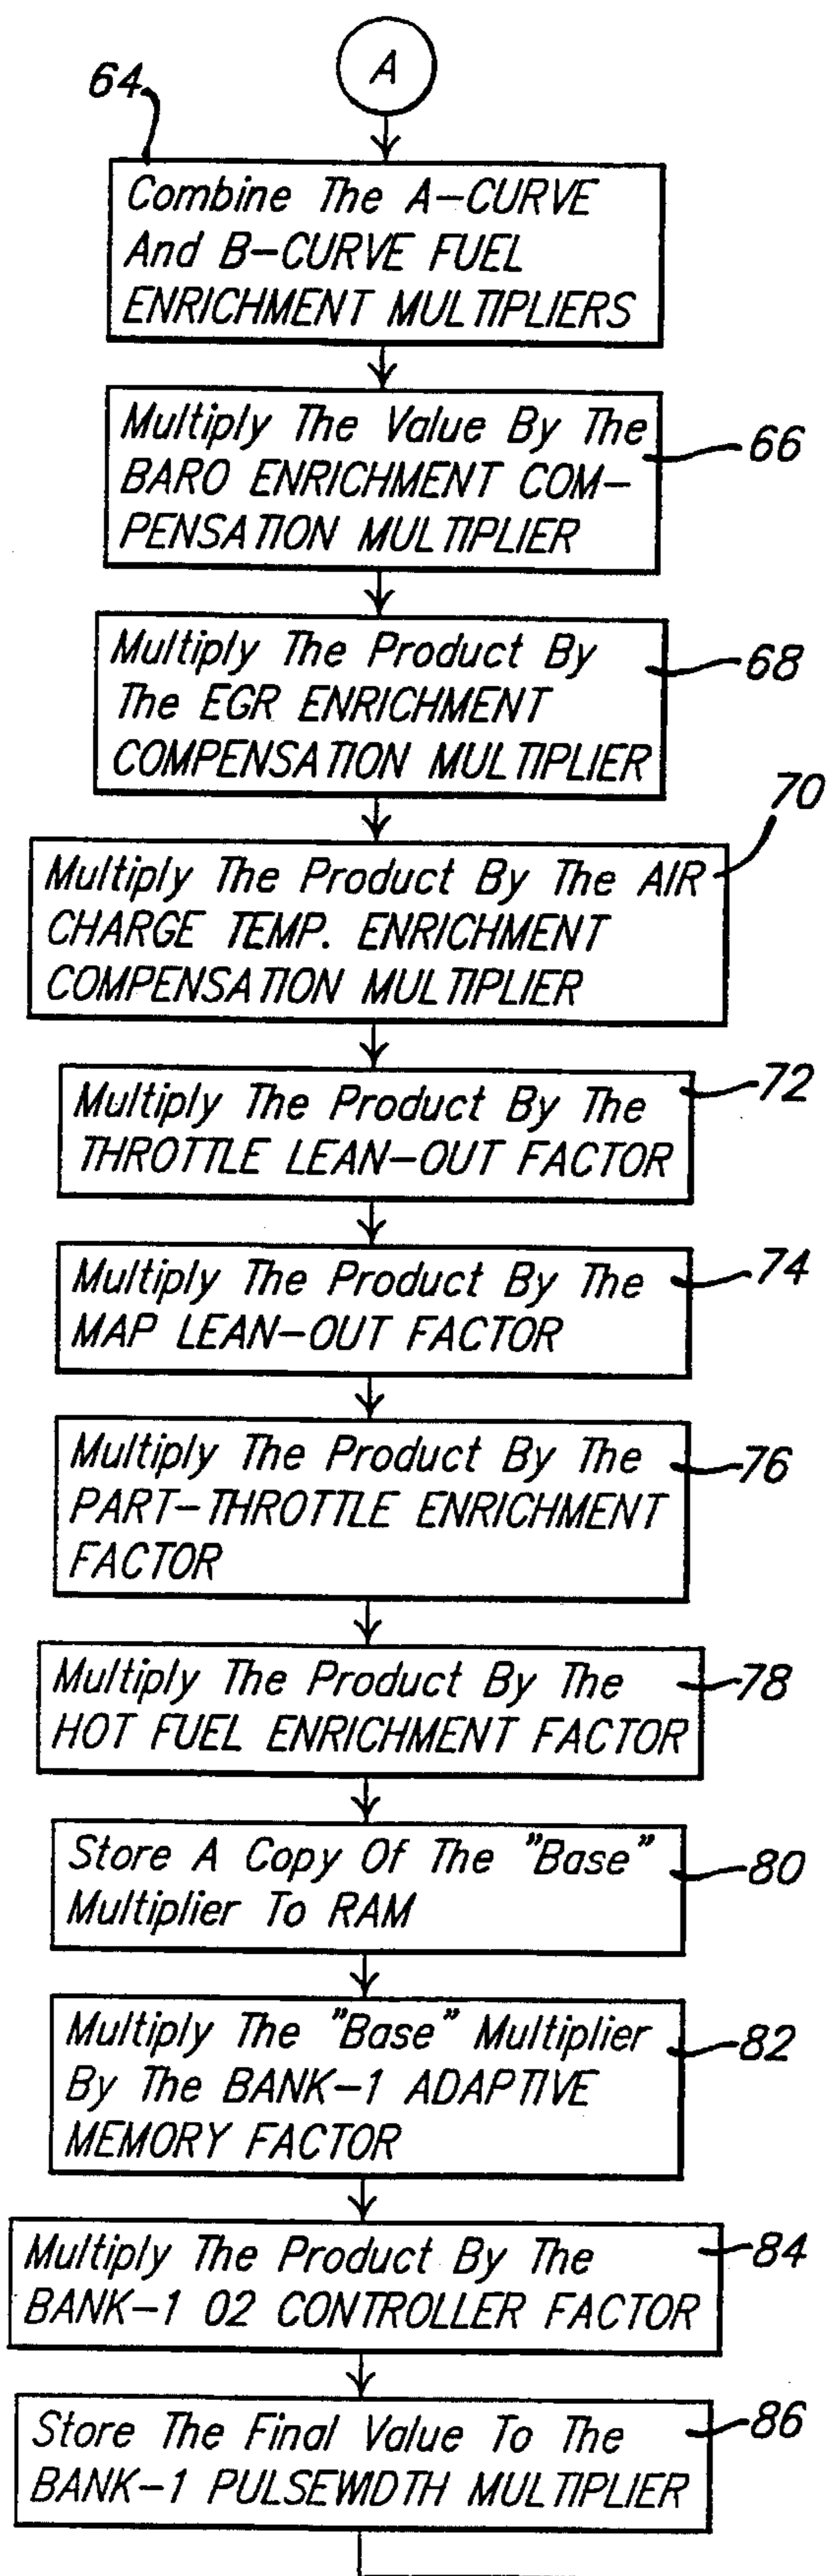 A
64
Combine The A-CURVE
And B-CURVE FUEL
ENRICHMENT MULTIPLIERS
Multiply The Value By The
BARO ENRICHMENT COM-
PENSATION MULTIPLIER
66
Multiply The Product By
The EGR ENRICHMENT
COMPENSATION MULTIPLIER
68
70
Multiply The Product By The AIR
CHARGE TEMP. ENRICHMENT
COMPENSATION MULTIPLIER
Multiply The Product By The
THROTTLE LEAN-OUT FACTOR
72
Multiply The Product By The
MAP LEAN-OUT FACTOR
74
Multiply The Product By The
PART-THROTTLE ENRICHMENT
FACTOR
76
Multiply The Product By The
HOT FUEL ENRICHMENT FACTOR
78
Store A Copy Of The "Base"
Multiplier To RAM
80
Multiply The "Base" Multiplier
By The BANK-1 ADAPTIVE
MEMORY FACTOR
82
Multiply The Product By The
BANK-1 O2 CONTROLLER FACTOR
84
Store The Final Value To The
BANK-1 PULSEWIDTH MULTIPLIER
86